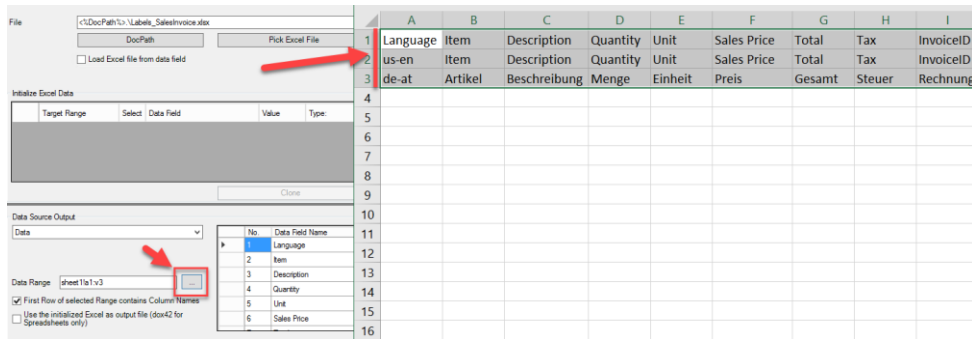 File <%DocPath%>.\Labels_SalesInvoice.xlsx
DocPath Pick Excel File
Load Excel file from data field
Initialize Excel Data
Target Range Select Data Field Value Type:
Clone
Data Source Output
Data
No. Data Field Name
1 Language
2 Item
3 Description
4 Quantity
5 Unit
6 Sales Price
Data Range sheet1!a1:v3 ...
First Row of selected Range contains Column Names
Use the initialized Excel as output file (dox42 for
Spreadsheets only)
A B C D E F G H I
1 Language Item Description Quantity Unit Sales Price Total Tax InvoiceID
2 us-en Item Description Quantity Unit Sales Price Total Tax InvoiceID
3 de-at Artikel Beschreibung Menge Einheit Preis Gesamt Steuer Rechnung
4
5
6
7
8
9
10
11
12
13
14
15
16